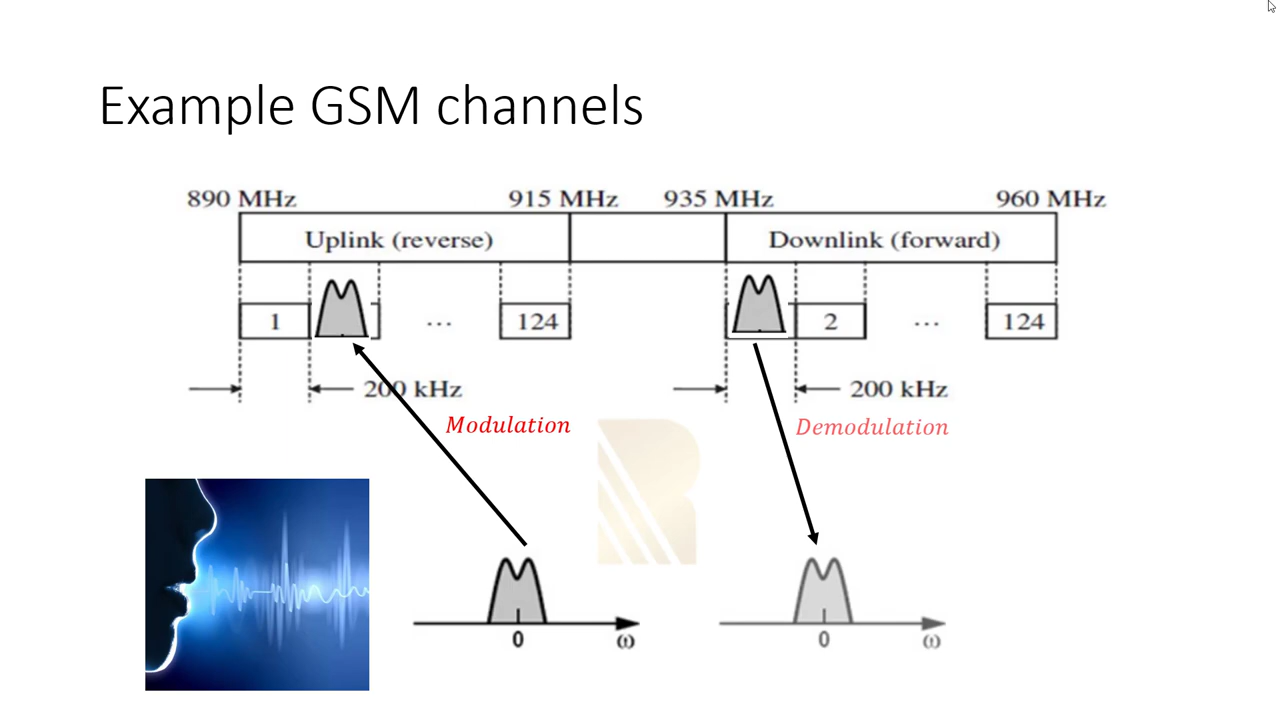 Example GSM channels
890 MHz 915 MHz 935 MHz 960 MHz
Uplink (reverse) Downlink (forward)
1 ... 124 2 ... 124
200 kHz 200 kHz
Modulation Demodulation
0 ω 0 ω